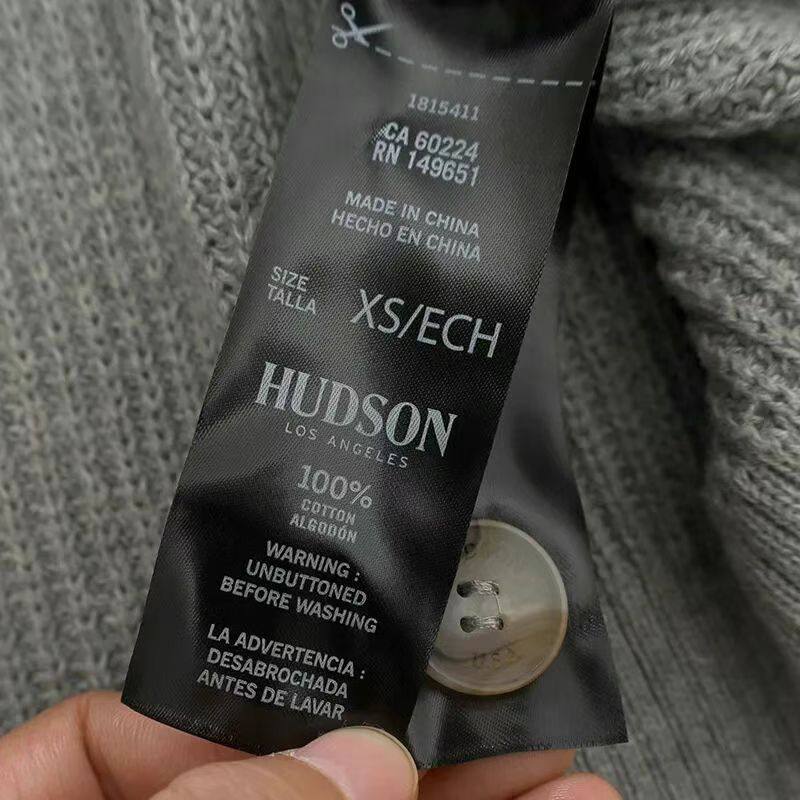 1815411
CA 60224
RN 149651
MADE IN CHINA
HECHO EN CHINA
SIZE
TALLA
XS/ECH
HUDSON
LOS ANGELES
100%
COTTON
ALGODÓN
WARNING :
UNBUTTONED
BEFORE WASHING
LA ADVERTENCIA :
DESABROCHADA
ANTES DE LAVAR